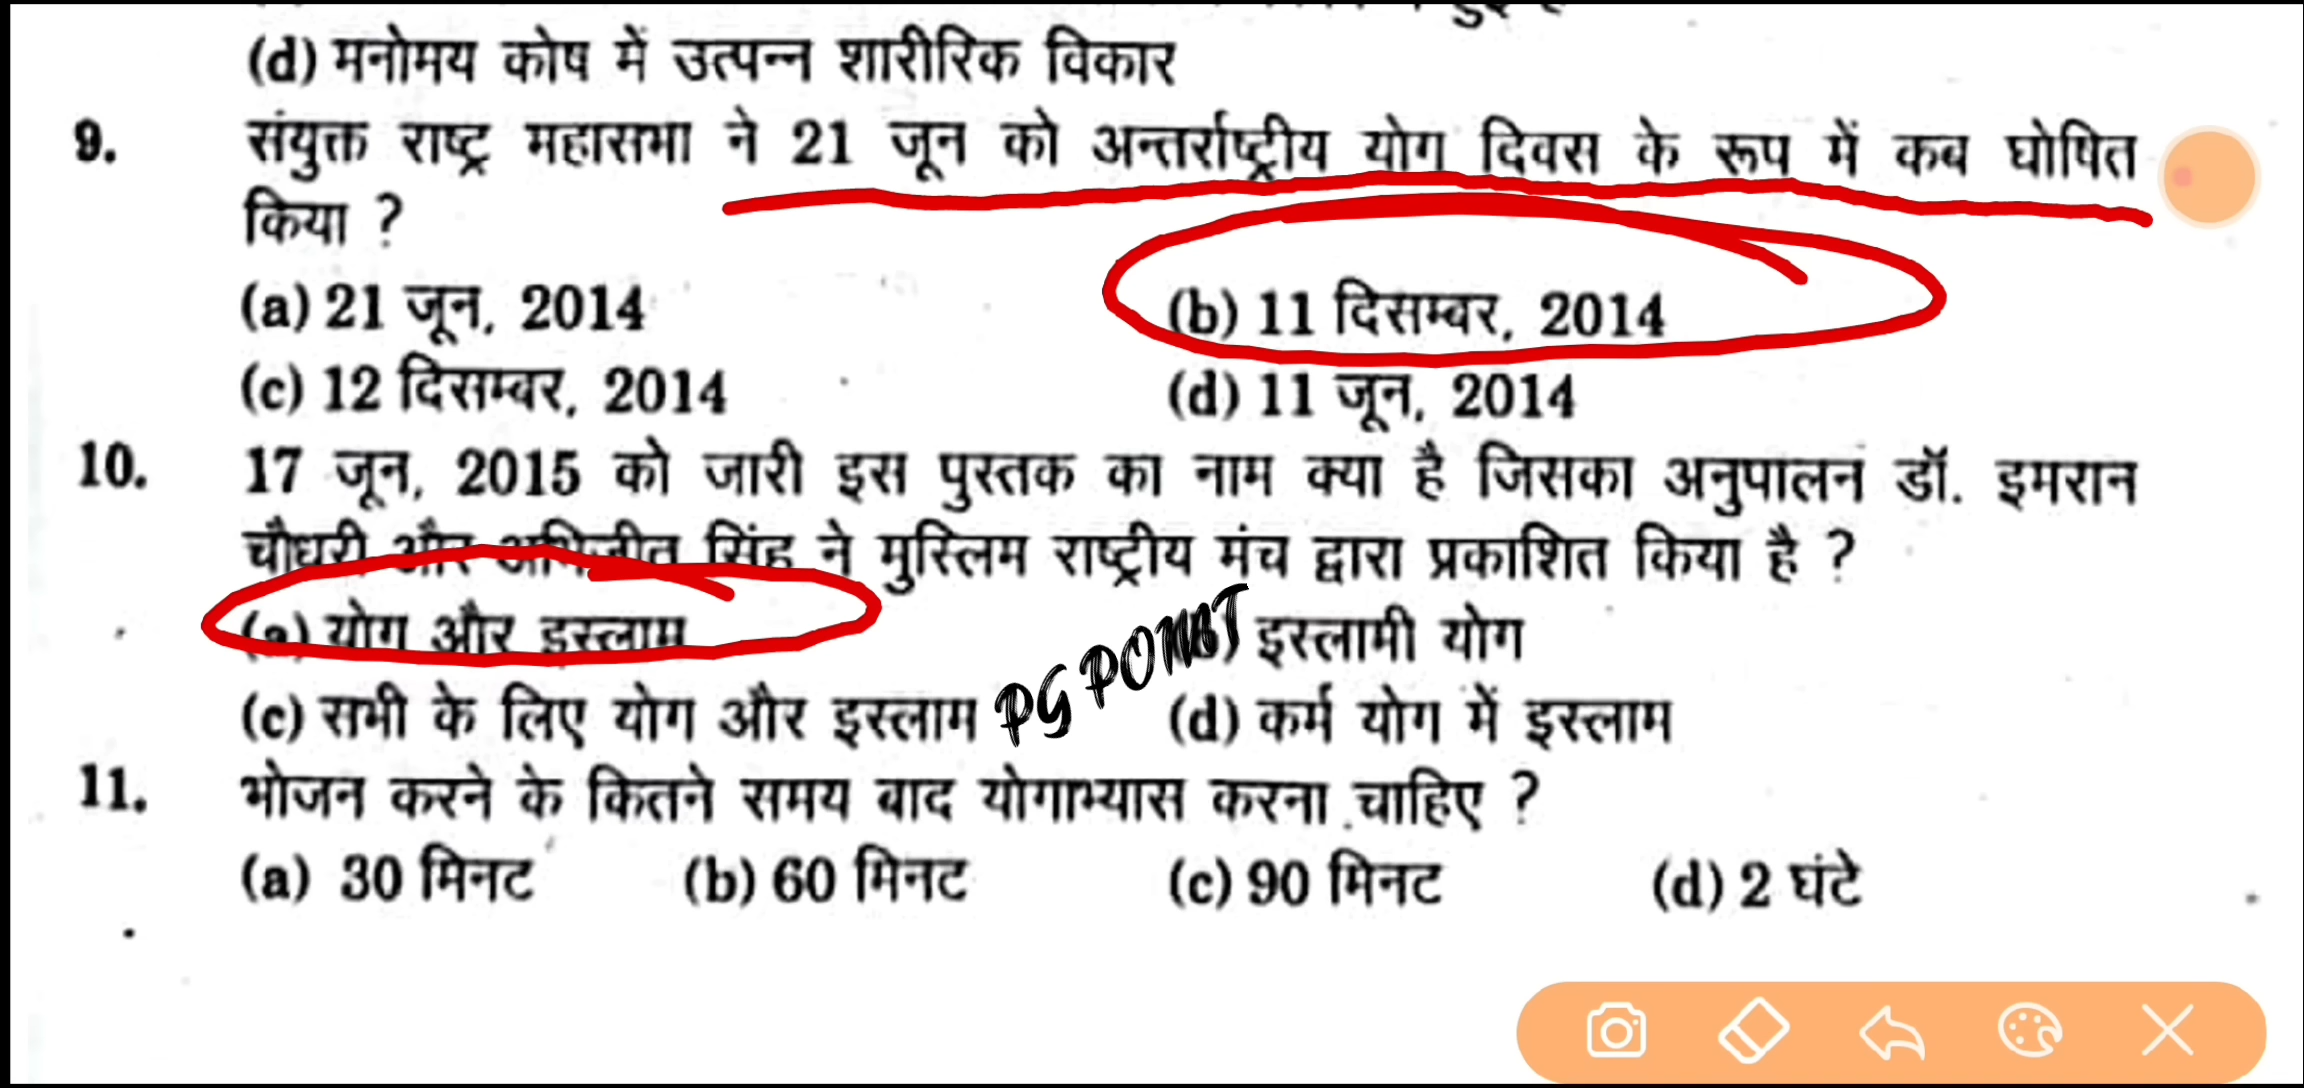 (d) मनोमय कोष में उत्पन्न शारीरिक विकार
9. संयुक्त राष्ट्र महासभा ने 21 जून को अन्तर्राष्ट्रीय योग दिवस के रूप में कब घोषित
किया ?
(a) 21 जून, 2014 (b) 11 दिसम्बर, 2014
(c) 12 दिसम्बर, 2014 (d) 11 जून, 2014
10. 17 जून, 2015 को जारी इस पुस्तक का नाम क्या है जिसका अनुपालन डॉ. इमरान
चौधरी और अभिजीत सिंह ने मुस्लिम राष्ट्रीय मंच द्वारा प्रकाशित किया है ?
(a) योग और इस्लाम (b) इस्लामी योग
PG POINT
(c) सभी के लिए योग और इस्लाम (d) कर्म योग में इस्लाम
11. भोजन करने के कितने समय बाद योगाभ्यास करना चाहिए ?
(a) 30 मिनट (b) 60 मिनट (c) 90 मिनट (d) 2 घंटे